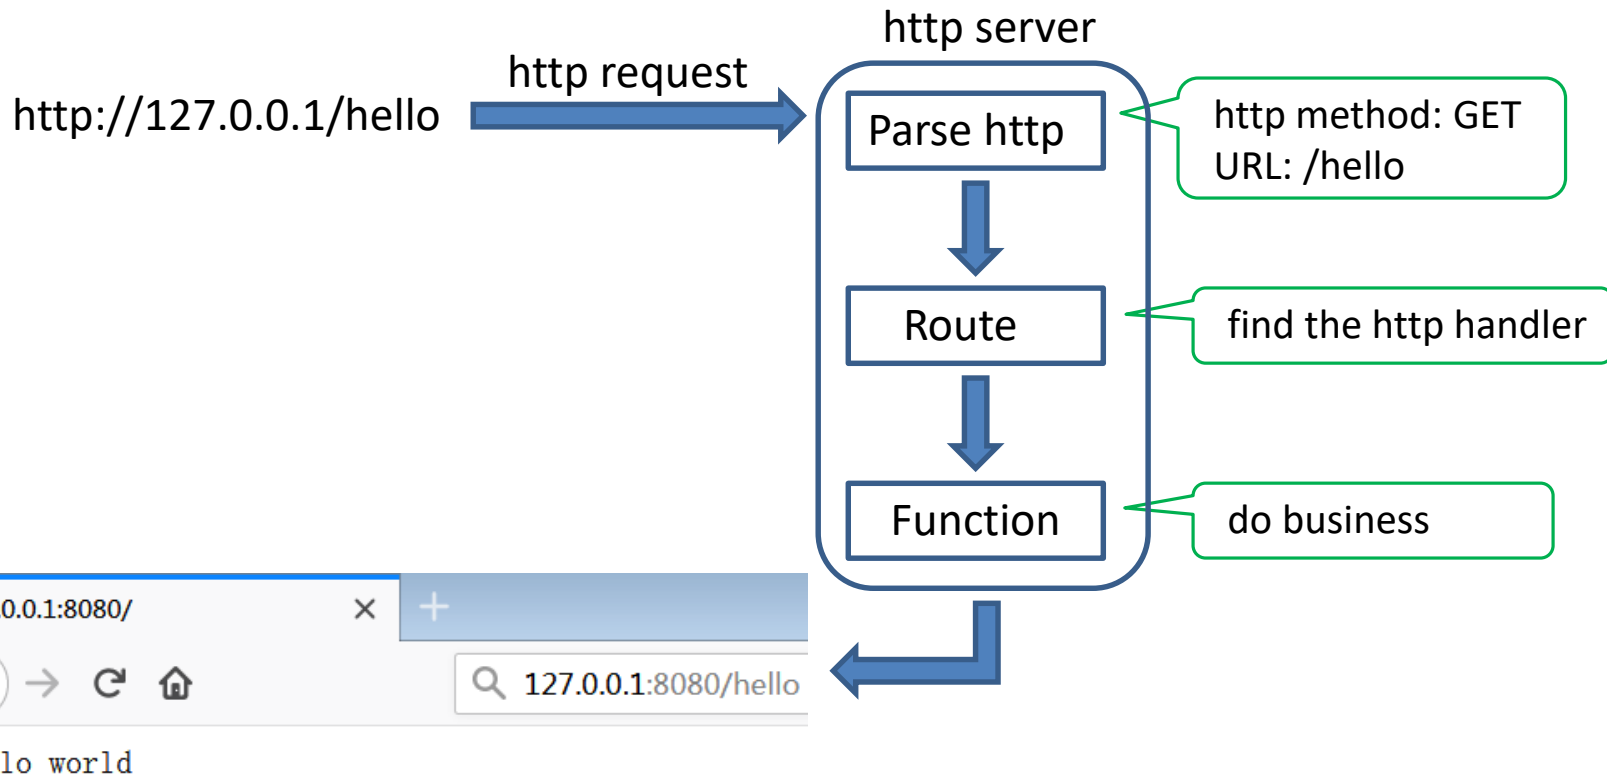 http server
http request
http://127.0.0.1/hello
Parse http
http method: GET
URL: /hello
Route
find the http handler
Function
do business
.0.0.1:8080/
127.0.0.1:8080/hello
lo world